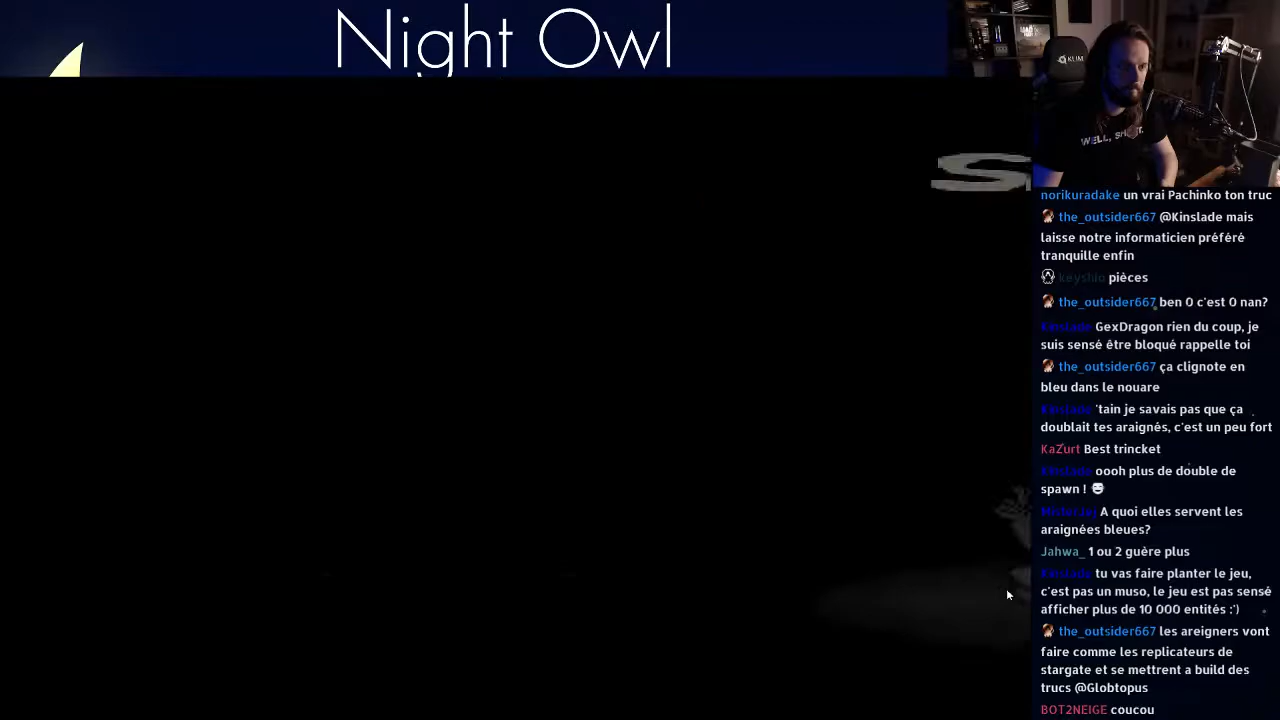 Night Owl
S
KLIM
WELL, SH T.
norikuradake un vrai Pachinko ton truc
the_outsider667 @Kinslade mais
laisse notre informaticien préféré
tranquille enfin
keyshin pièces
the_outsider667 ben 0 c'est 0 nan?
Kinslade GexDragon rien du coup, je
suis sensé être bloqué rappelle toi
the_outsider667 ça clignote en
bleu dans le nouare
Kinslade 'tain je savais pas que ça
doublait tes araignés, c'est un peu fort
KaZurt Best trincket
Kinslade oooh plus de double de
spawn !
A quoi elles servent les
araignées bleues?
Jahwa_ 1 ou 2 guère plus
Kinslade tu vas faire planter le jeu,
c'est pas un muso, le jeu est pas sensé
afficher plus de 10 000 entités :')
the_outsider667 les areigners vont
faire comme les replicateurs de
stargate et se mettrent a build des
trucs @Globtopus
BOT2NEIGE coucou